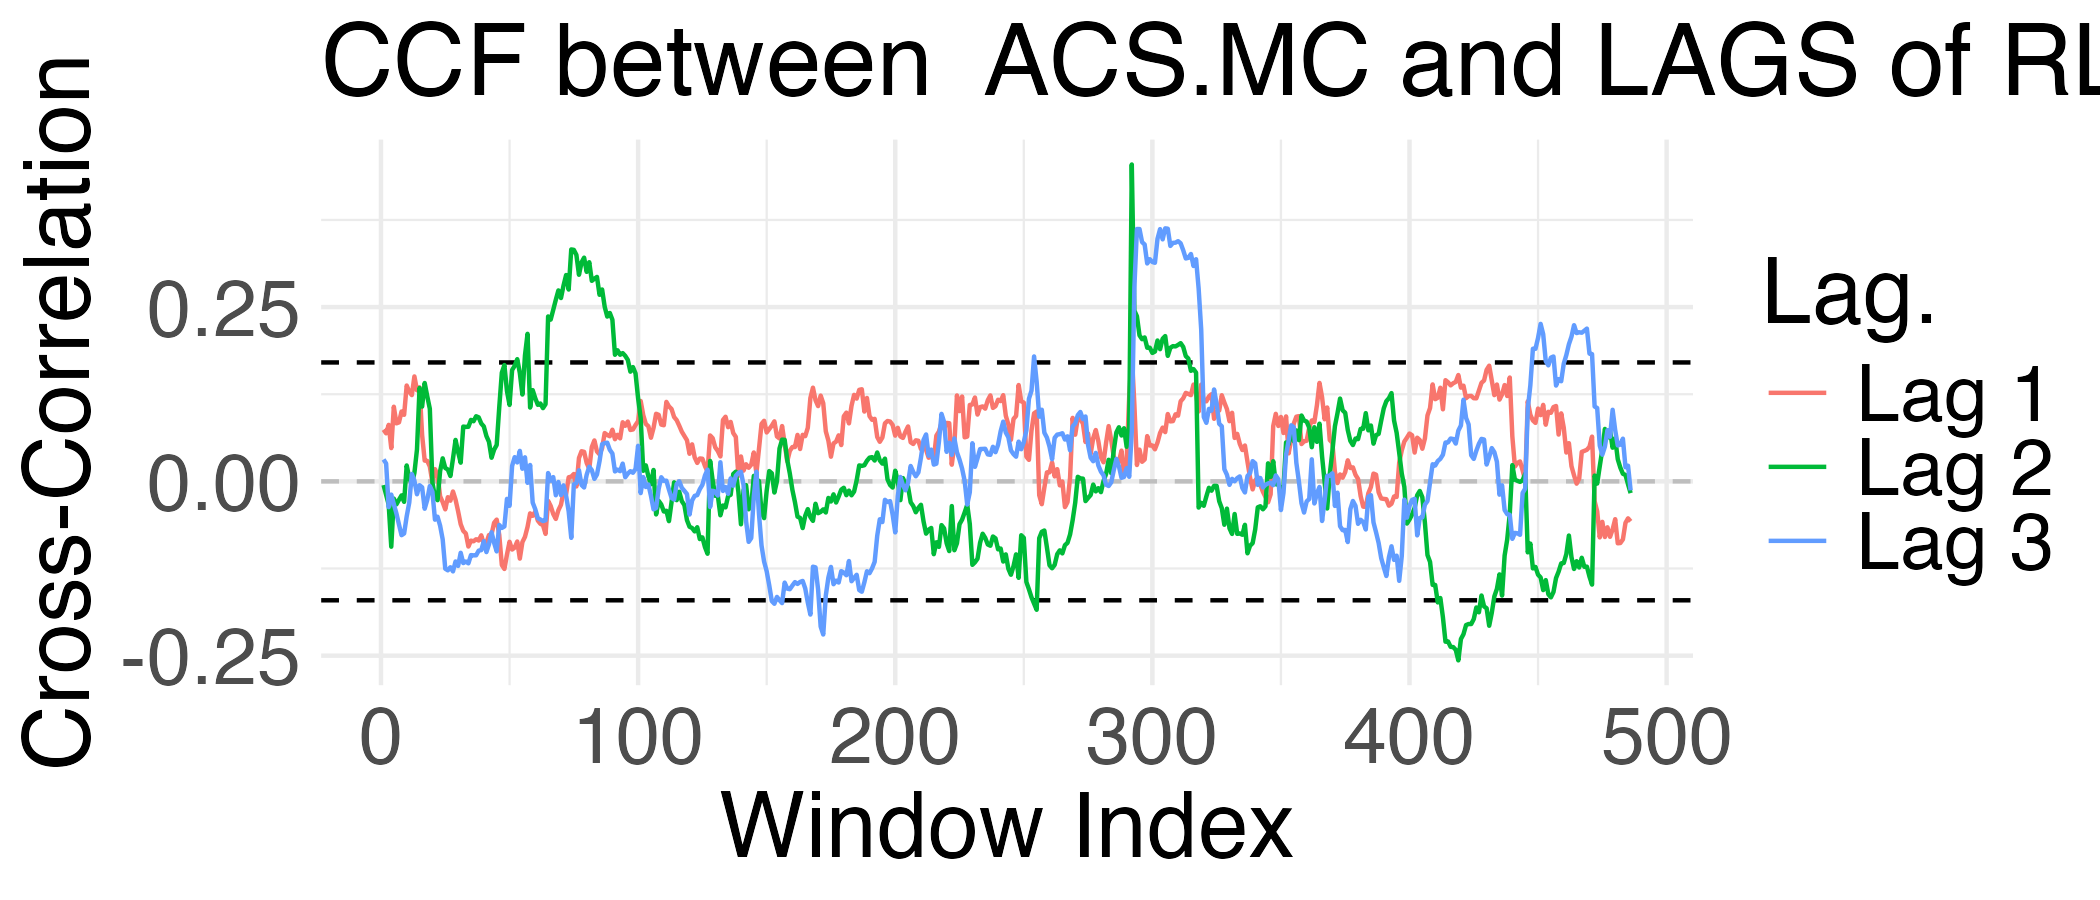 CCF between  ACS.MC and LAGS of RL
Cross-Correlation
0.25
0.00
-0.25
0
100
200
300
400
500
Window Index
Lag.
Lag 1
Lag 2
Lag 3